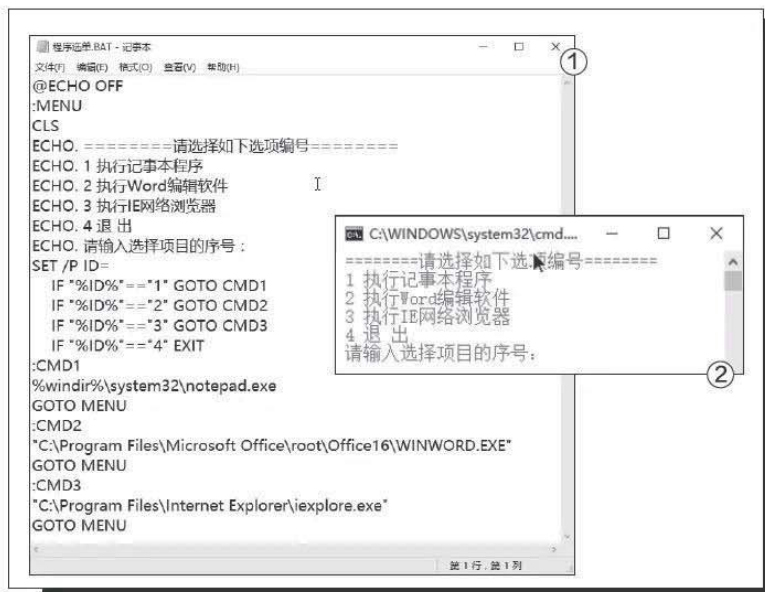 程序选单.BAT - 记事本
文件(F) 编辑(E) 格式(O) 查看(V) 帮助(H)
①
@ECHO OFF
:MENU
CLS
ECHO. ========请选择如下选项编号========
ECHO. 1 执行记事本程序
ECHO. 2 执行Word编辑软件
ECHO. 3 执行IE网络浏览器
ECHO. 4 退 出
ECHO. 请输入选择项目的序号：
SET /P ID=
IF "%ID%"=="1" GOTO CMD1
IF "%ID%"=="2" GOTO CMD2
IF "%ID%"=="3" GOTO CMD3
IF "%ID%"=="4" EXIT
:CMD1
%windir%\system32\notepad.exe
GOTO MENU
:CMD2
"C:\Program Files\Microsoft Office\root\Office16\WINWORD.EXE"
GOTO MENU
:CMD3
"C:\Program Files\Internet Explorer\iexplore.exe"
GOTO MENU
第 1 行，第 1 列
C:\WINDOWS\system32\cmd....
========请选择如下选项编号========
1 执行记事本程序
2 执行Word编辑软件
3 执行IE网络浏览器
4 退 出
请输入选择项目的序号：
②